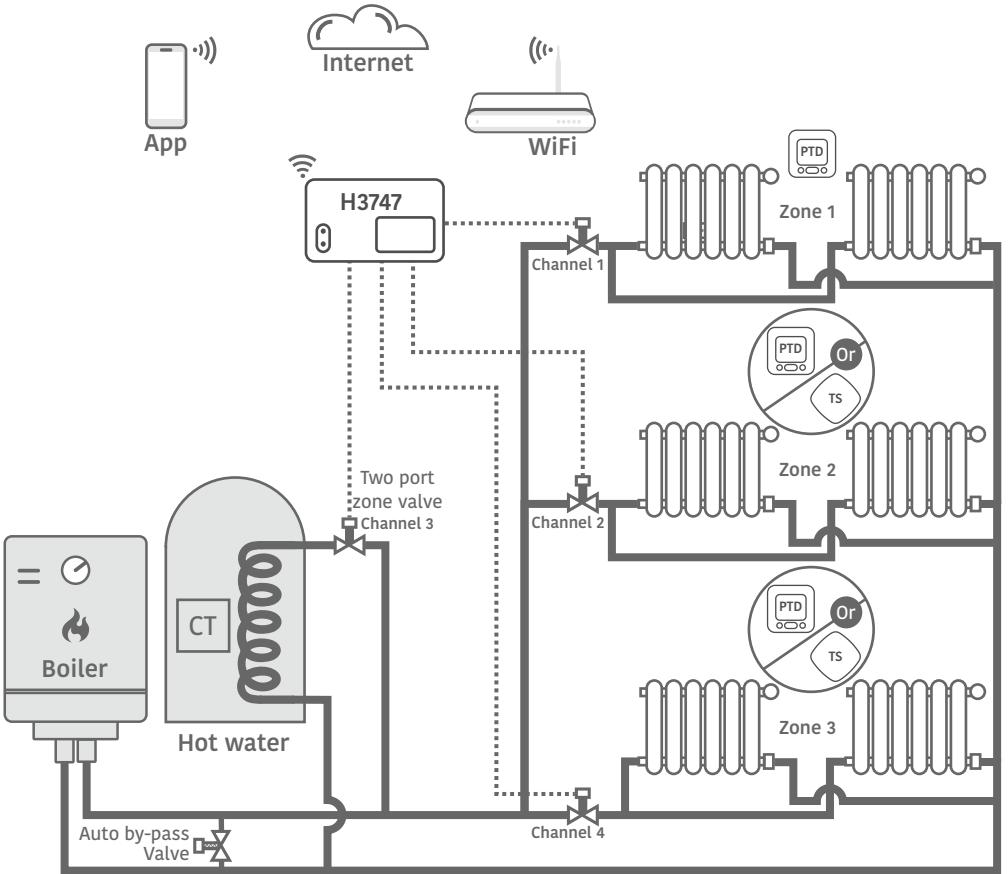 Internet
App
WiFi
H3747
PTD
Zone 1
Channel 1
PTD
Or
TS
Zone 2
Channel 2
Two port
zone valve
Channel 3
PTD
Or
TS
Zone 3
Channel 4
CT
Boiler
Hot water
Auto by-pass
Valve